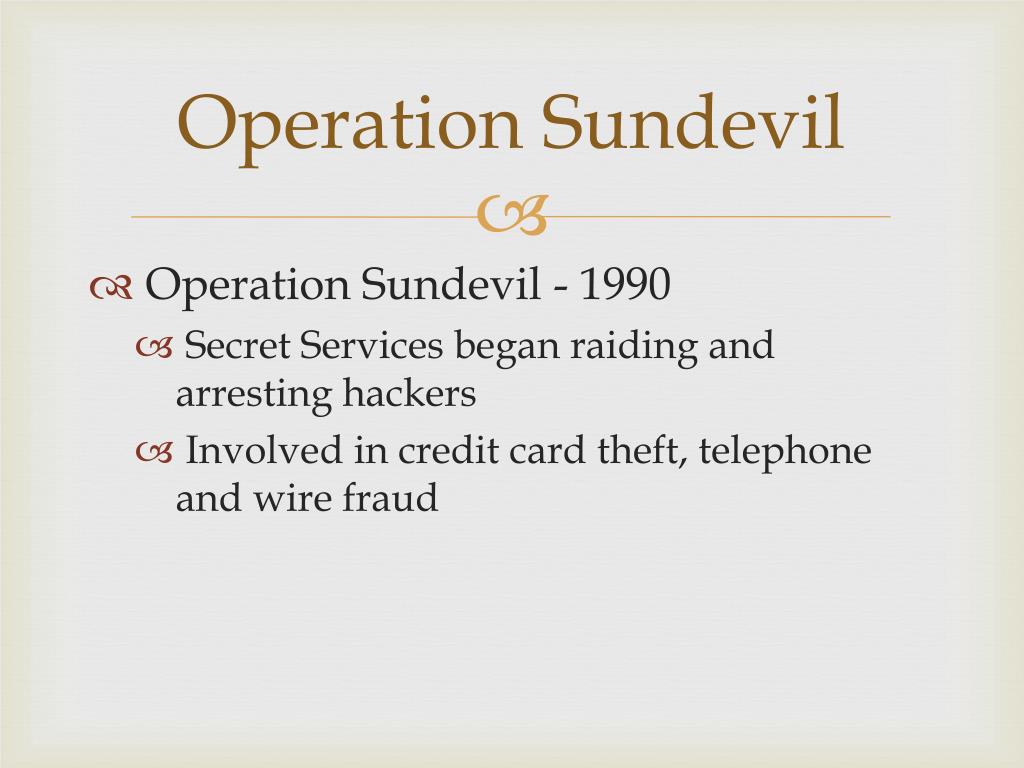 Operation Sundevil
Operation Sundevil - 1990
Secret Services began raiding and
arresting hackers
Involved in credit card theft, telephone
and wire fraud